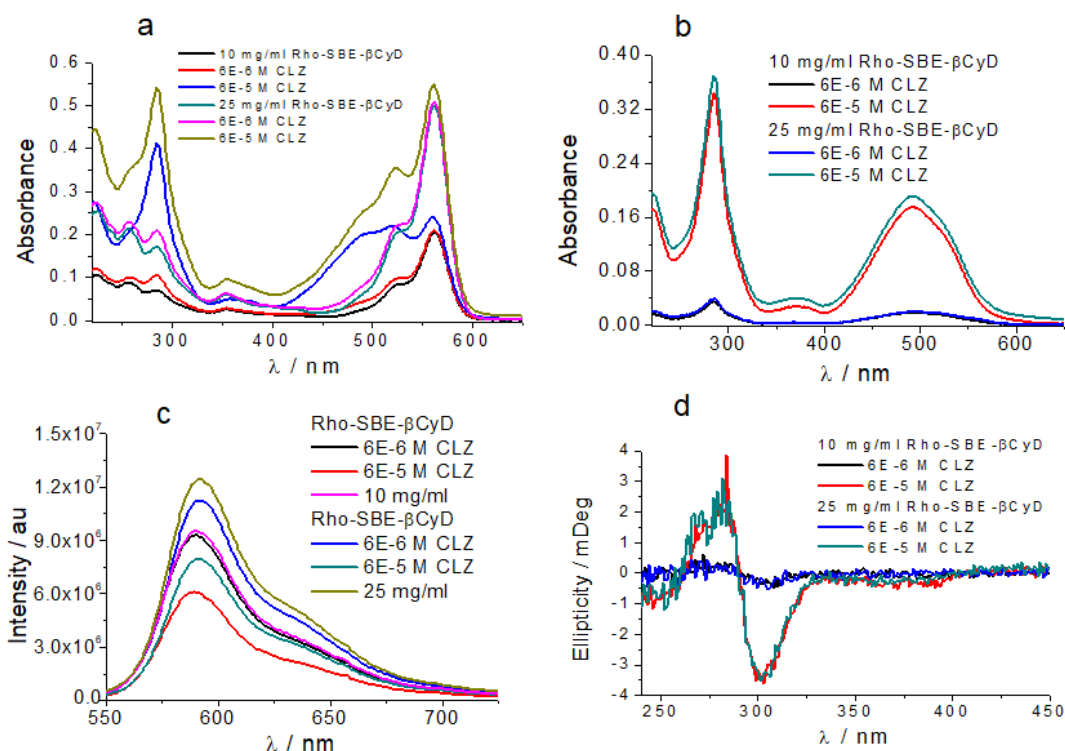 a
10 mg/ml Rho-SBE-βCyD
6E-6 M CLZ
6E-5 M CLZ
25 mg/ml Rho-SBE-βCyD
6E-6 M CLZ
6E-5 M CLZ
0.6
0.5
0.4
0.3
0.2
0.1
0.0
Absorbance
300 400 500 600
λ / nm
b
10 mg/ml Rho-SBE-βCyD
6E-6 M CLZ
6E-5 M CLZ
25 mg/ml Rho-SBE-βCyD
6E-6 M CLZ
6E-5 M CLZ
0.40
0.32
0.24
0.16
0.08
0.00
Absorbance
300 400 500 600
λ / nm
c
Rho-SBE-βCyD
6E-6 M CLZ
6E-5 M CLZ
10 mg/ml
Rho-SBE-βCyD
6E-6 M CLZ
6E-5 M CLZ
25 mg/ml
1.5x10⁷
1.2x10⁷
9.0x10⁶
6.0x10⁶
3.0x10⁶
0.0
Intensity / au
550 600 650 700
λ / nm
d
10 mg/ml Rho-SBE-βCyD
6E-6 M CLZ
6E-5 M CLZ
25 mg/ml Rho-SBE-βCyD
6E-6 M CLZ
6E-5 M CLZ
4
3
2
1
0
-1
-2
-3
-4
Ellipticity / mDeg
250 300 350 400 450
λ / nm